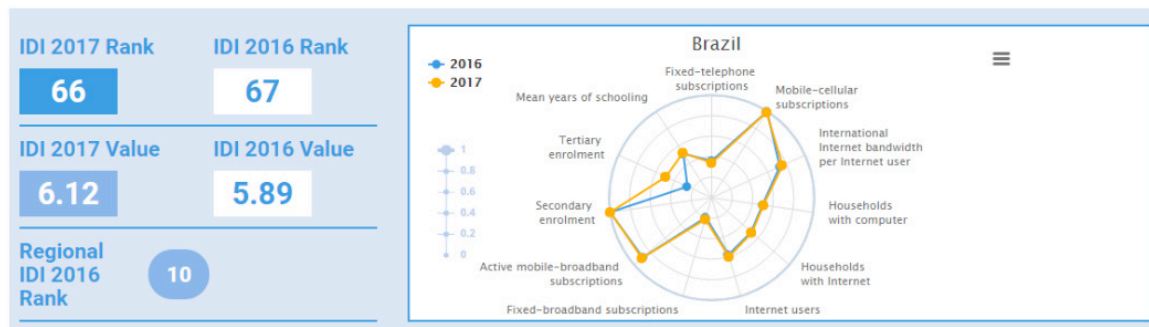 IDI 2017 Rank
IDI 2016 Rank
66
67
IDI 2017 Value
IDI 2016 Value
6.12
5.89
Regional
IDI 2016
Rank
10
Brazil
2016
2017
1
0.8
0.6
0.4
0.2
0
Fixed-telephone
subscriptions
Mobile-cellular
subscriptions
International
Internet bandwidth
per Internet user
Households
with computer
Households
with Internet
Internet users
Fixed-broadband subscriptions
Active mobile-broadband
subscriptions
Secondary
enrolment
Tertiary
enrolment
Mean years of schooling